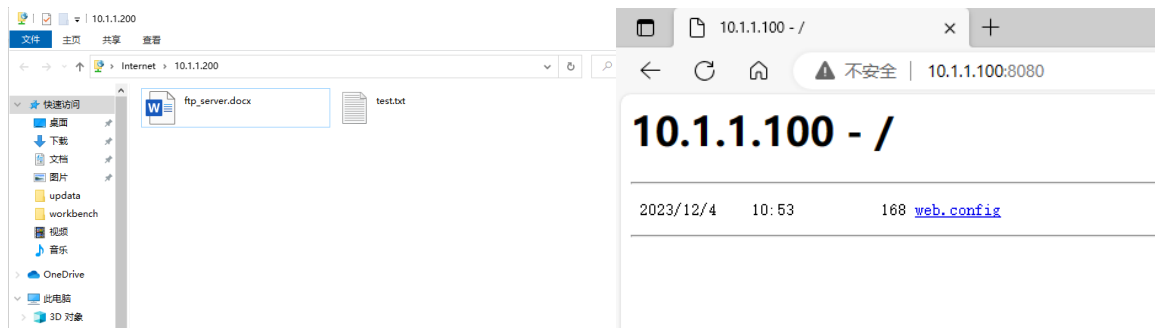 10.1.1.200
文件 主页 共享 查看
Internet › 10.1.1.200
快速访问
桌面
下载
文档
图片
updata
workbench
视频
音乐
OneDrive
此电脑
3D 对象
ftp_server.docx
test.txt
10.1.1.100 - /
不安全 | 10.1.1.100:8080
10.1.1.100 - /
2023/12/4 10:53 168 web.config